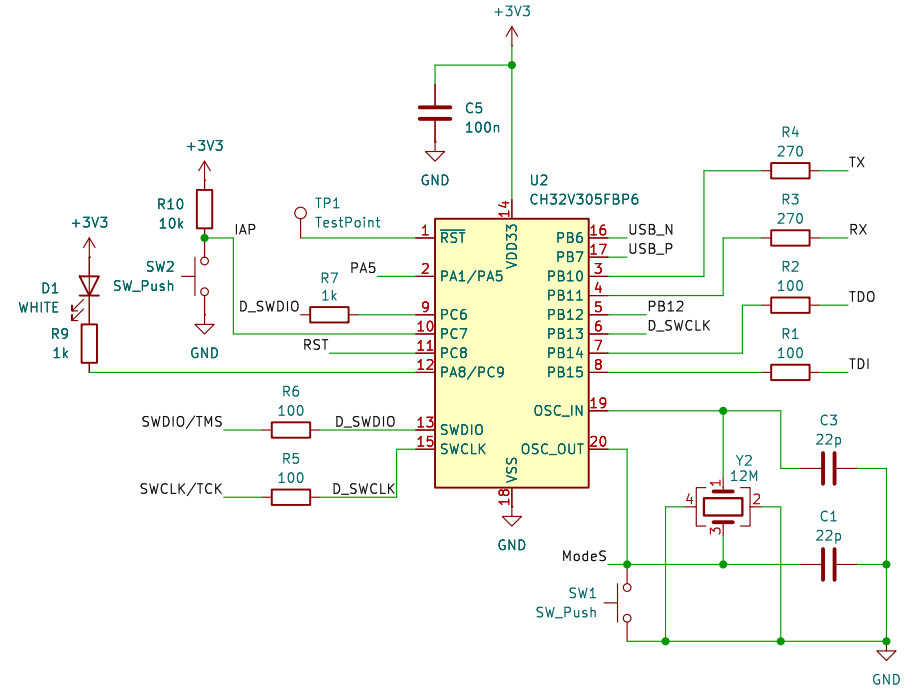 +3V3
C5
100n
GND
R4
270
TX
+3V3
R10
10k
U2
CH32V305FBP6
R3
270
RX
+3V3
IAP
TP1
TestPoint
14
VDD33
1
RST
PB6
16
USB_N
PB7
17
USB_P
SW2
SW_Push
PA5
2
PA1/PA5
PB10
3
R2
100
TDO
D1
WHITE
R7
1k
D_SWDIO
9
PC6
PB11
4
PB12
5
PB12
R9
1k
10
PC7
PB13
6
D_SWCLK
GND
RST
11
PC8
PB14
7
R1
100
TDI
12
PA8/PC9
PB15
8
R6
100
SWDIO/TMS
D_SWDIO
13
SWDIO
OSC_IN
19
C3
22p
15
SWCLK
OSC_OUT
20
R5
100
SWCLK/TCK
D_SWCLK
VSS
18
GND
Y2
12M
1
4
2
3
C1
22p
ModeS
SW1
SW_Push
GND